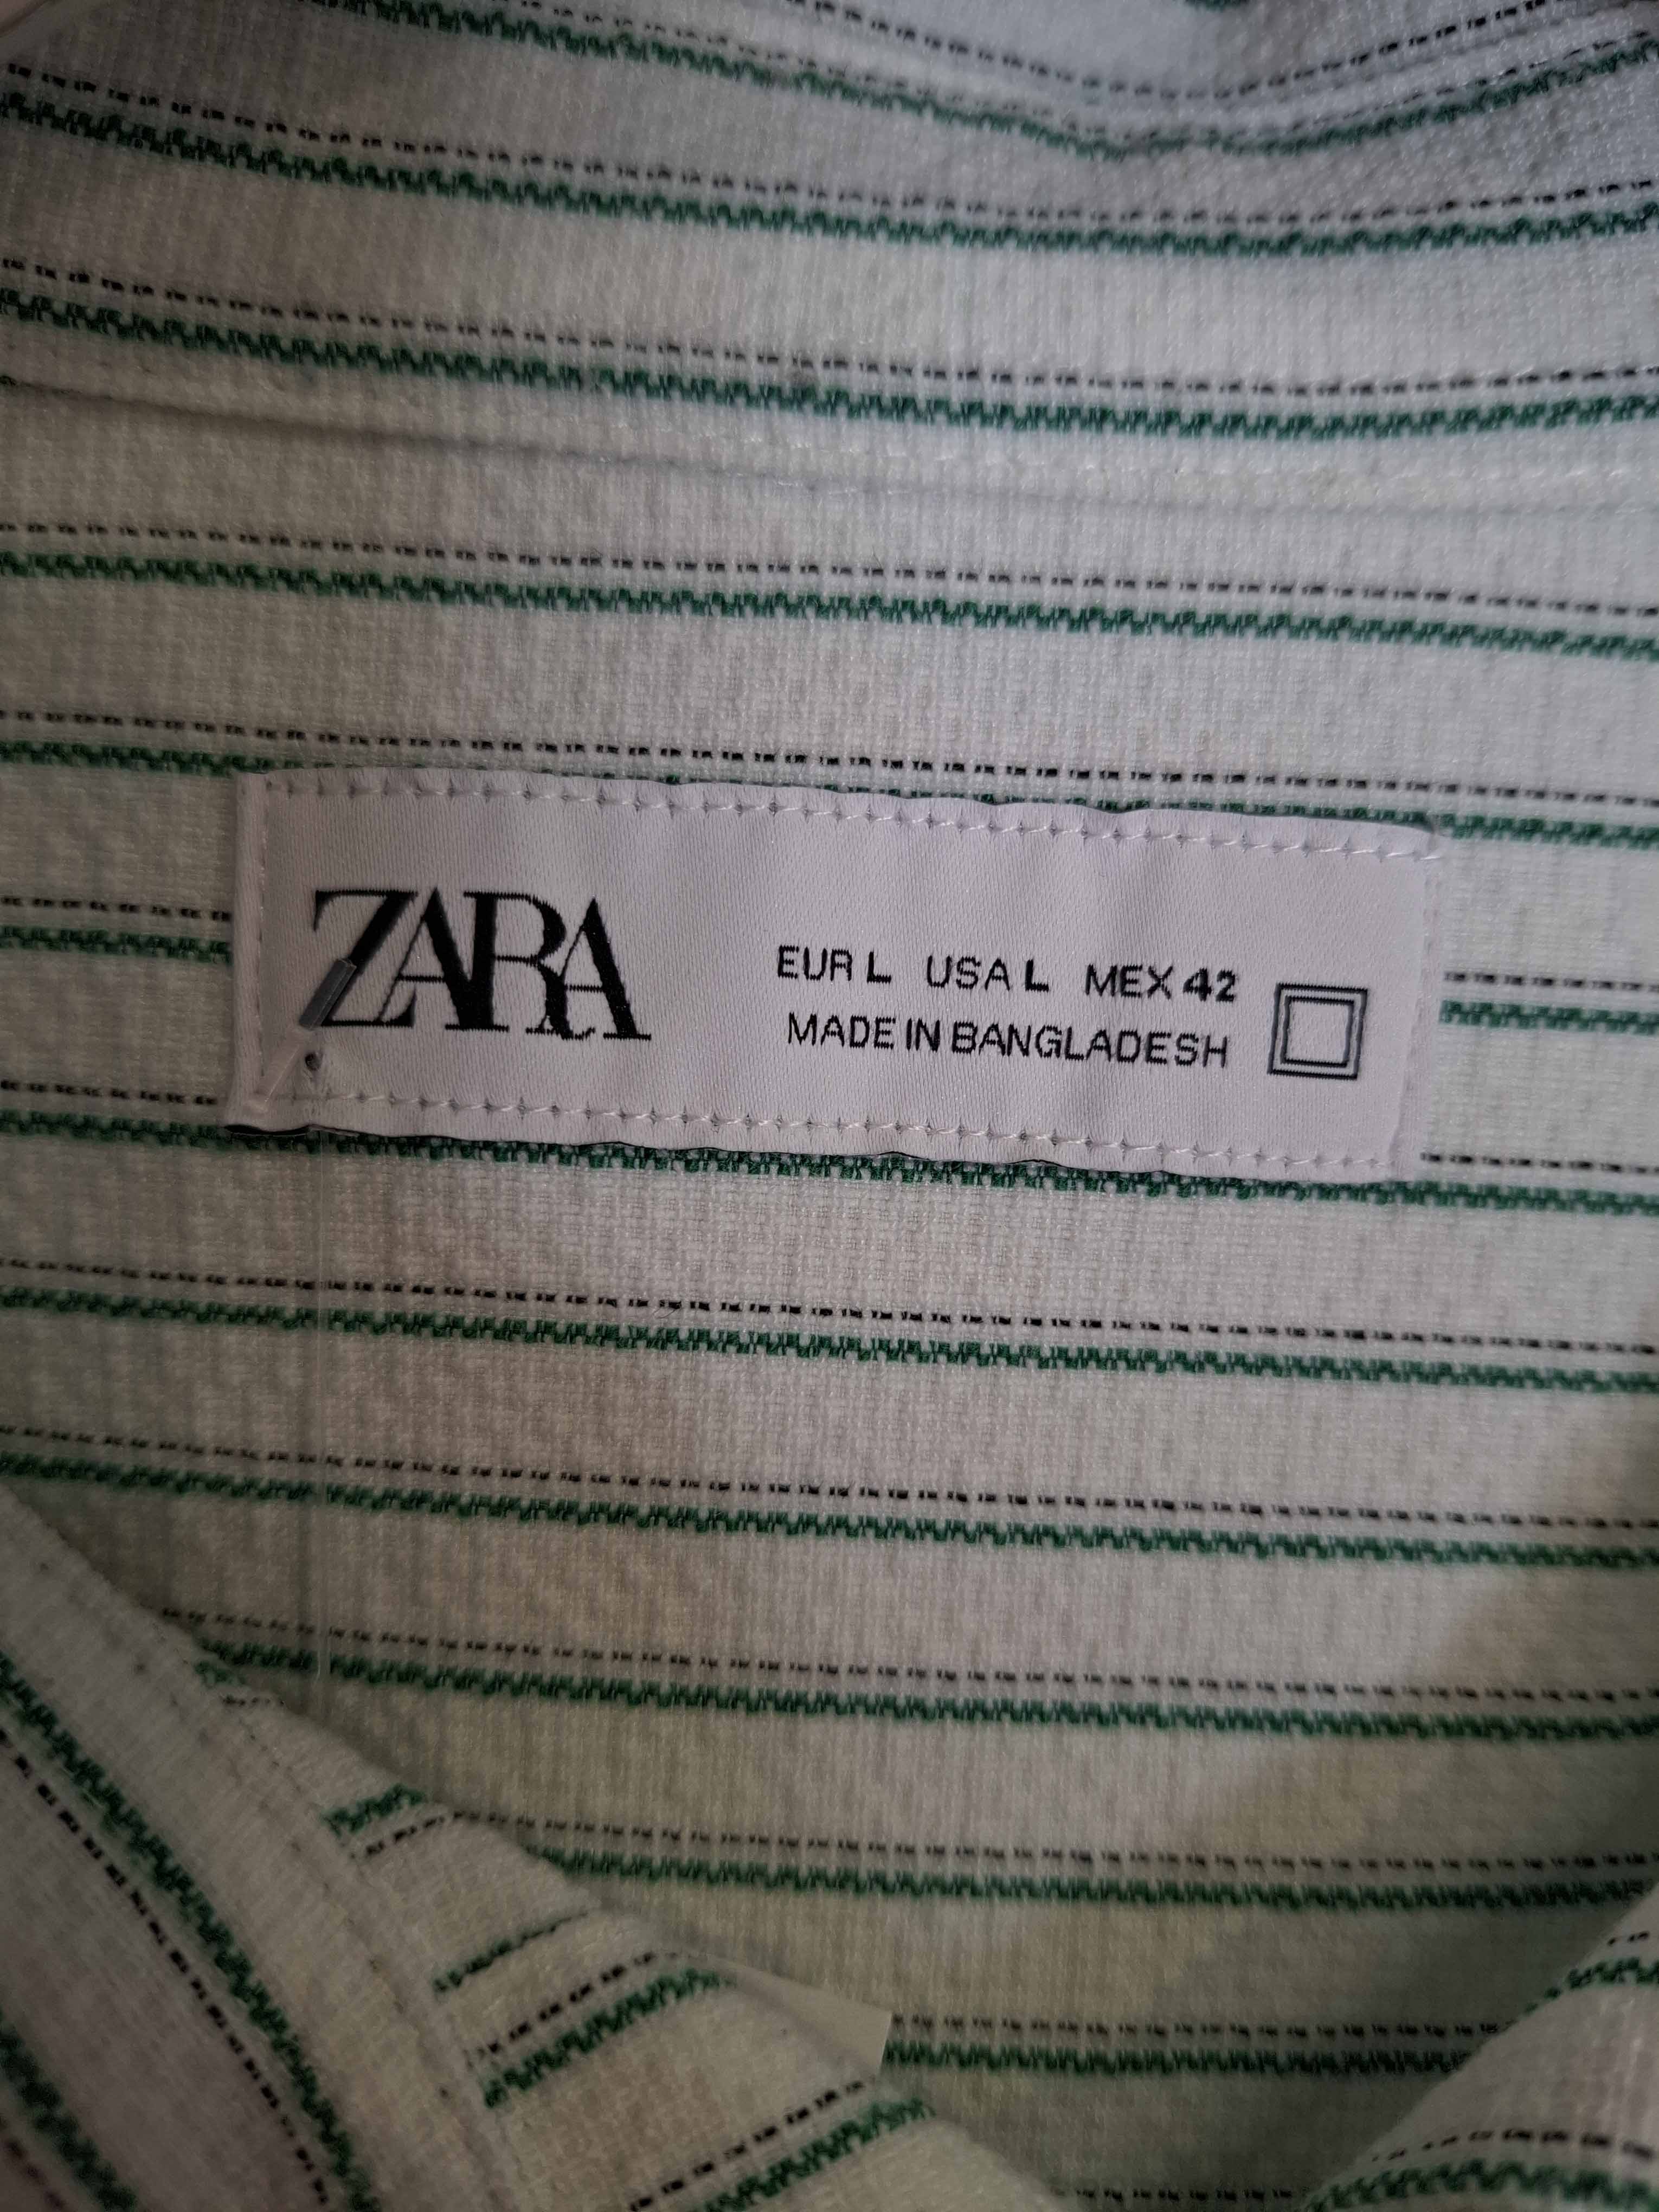 ZARA
EUR L USA L MEX 42
MADE IN BANGLADESH